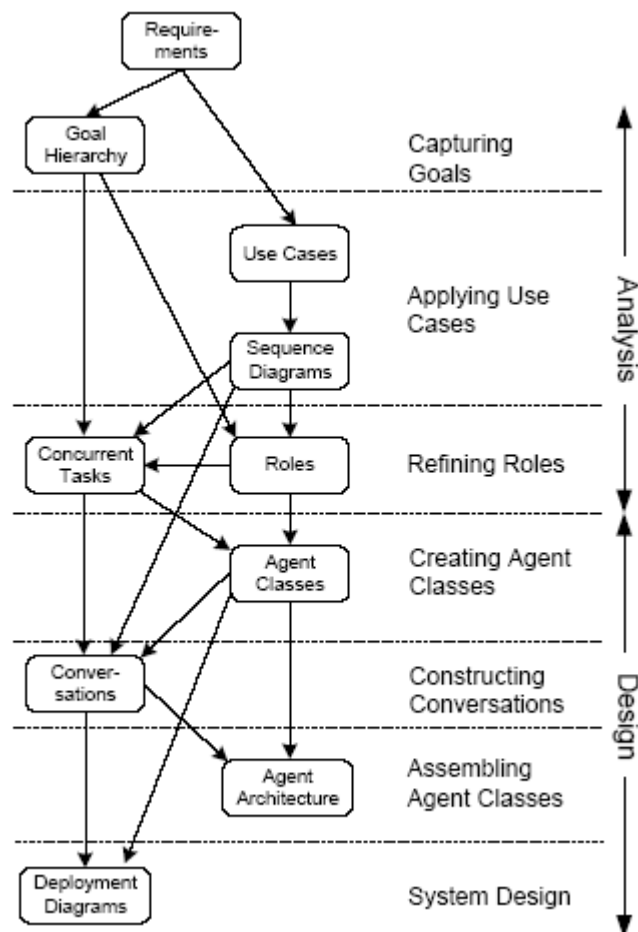 Require-
ments
Goal
Hierarchy
Capturing
Goals
Use Cases
Applying Use
Cases
Sequence
Diagrams
Analysis
Concurrent
Tasks
Roles
Refining Roles
Agent
Classes
Creating Agent
Classes
Conver-
sations
Constructing
Conversations
Design
Agent
Architecture
Assembling
Agent Classes
Deployment
Diagrams
System Design